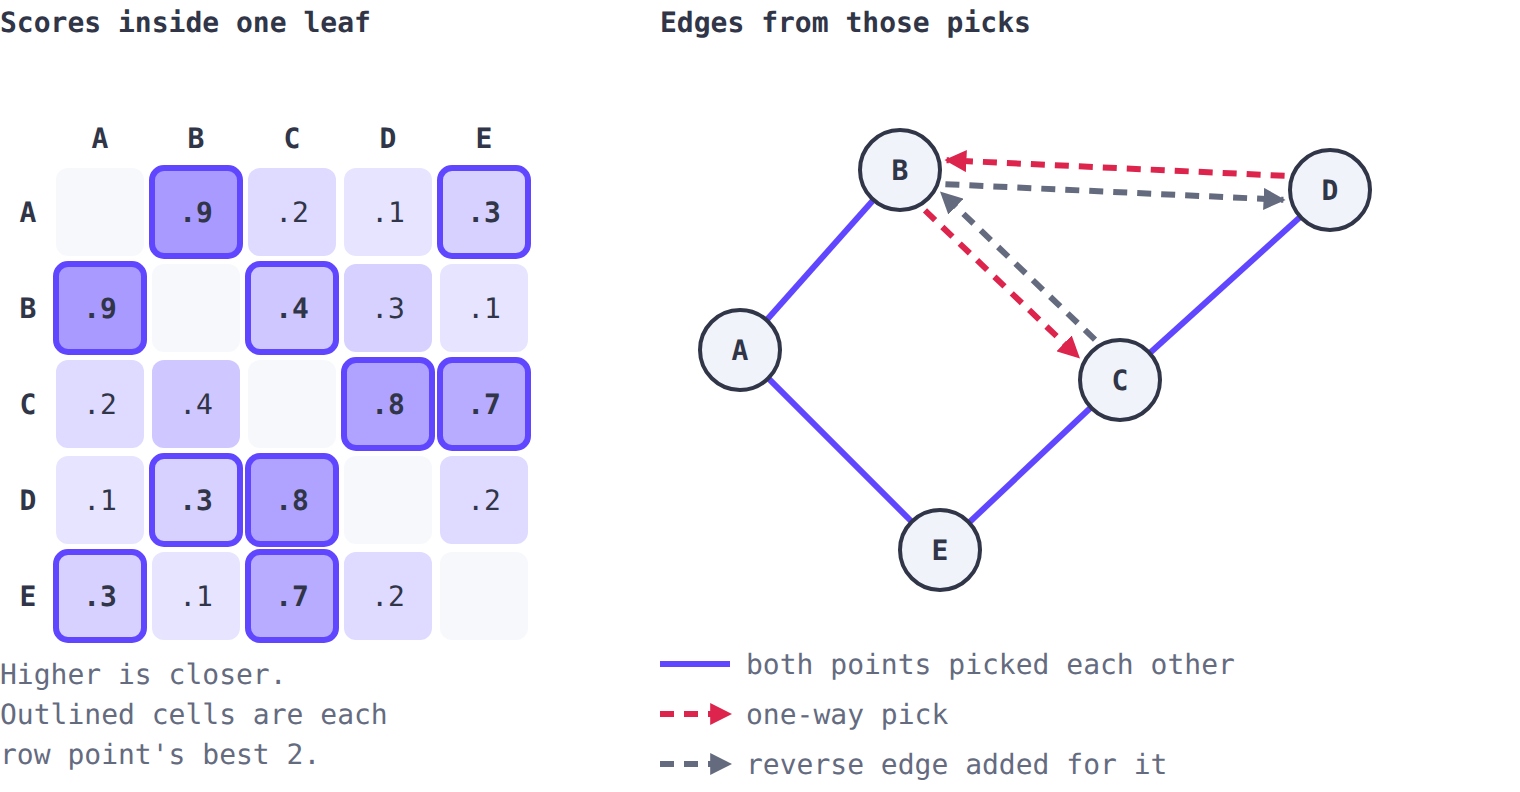 Scores inside one leaf
A B C D E
A .9 .2 .1 .3
B .9 .4 .3 .1
C .2 .4 .8 .7
D .1 .3 .8 .2
E .3 .1 .7 .2
Higher is closer.
Outlined cells are each
row point's best 2.
Edges from those picks
B
D
A
C
E
both points picked each other
one-way pick
reverse edge added for it